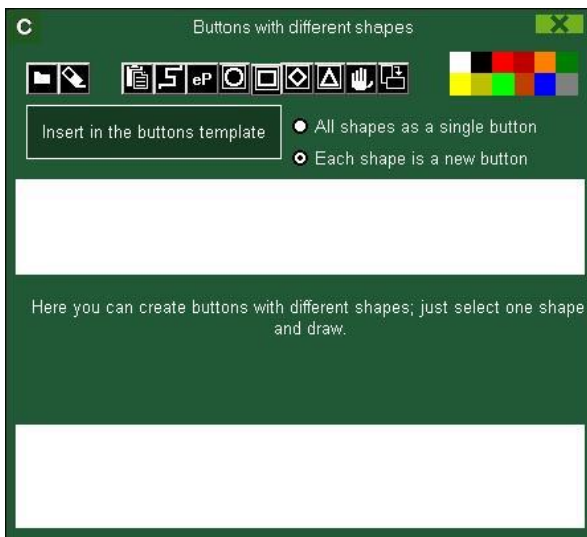 C
Buttons with different shapes
X
eP
Insert in the buttons template
All shapes as a single button
Each shape is a new button
Here you can create buttons with different shapes; just select one shape
and draw.